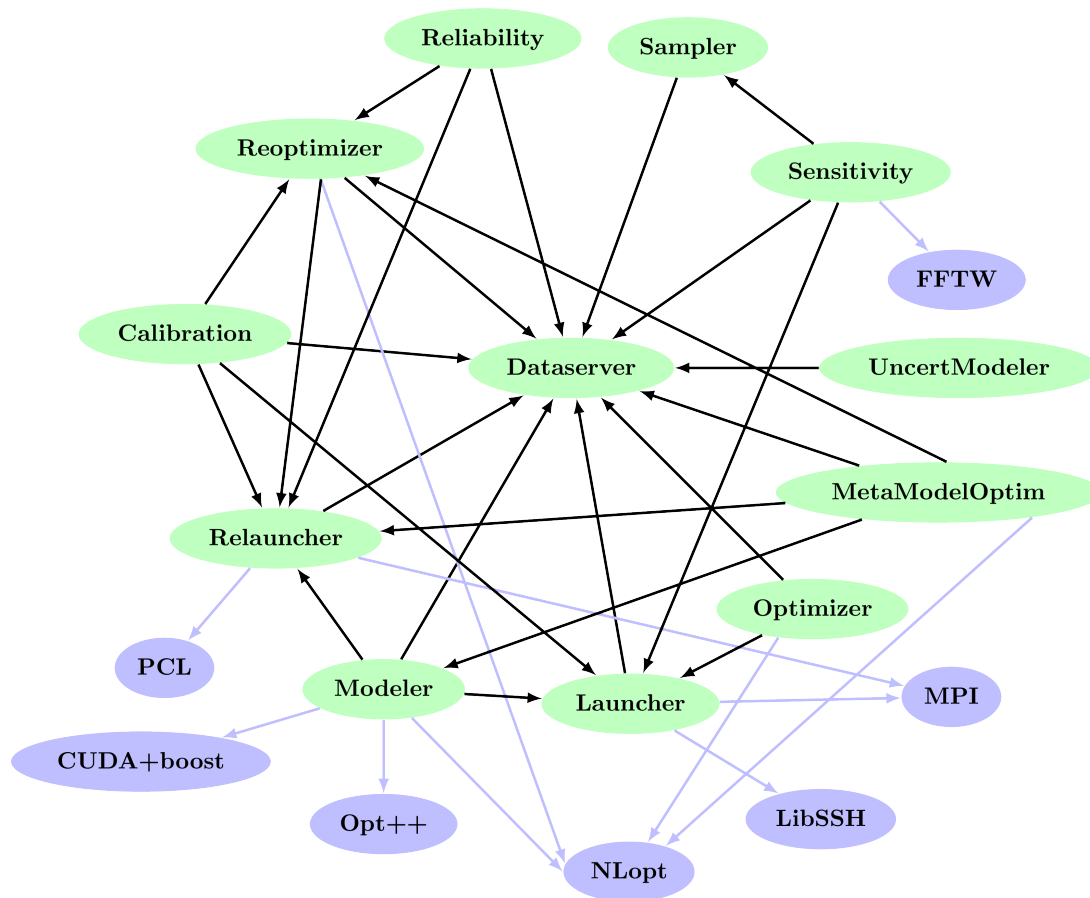 Reliability
Sampler
Reoptimizer
Sensitivity
FFTW
Calibration
Dataserver
UncertModeler
MetaModelOptim
Relauncher
Optimizer
PCL
Modeler
Launcher
MPI
CUDA+boost
Opt++
LibSSH
NLopt